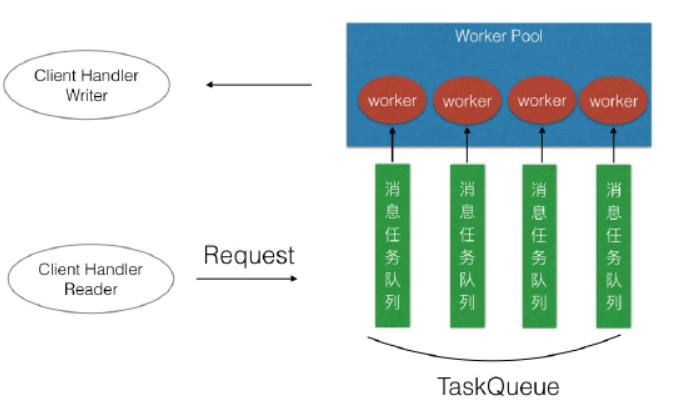 Client Handler
Writer
Worker Pool
worker
worker
worker
worker
消息任务队列
消息任务队列
消息任务队列
消息任务队列
Client Handler
Reader
Request
TaskQueue